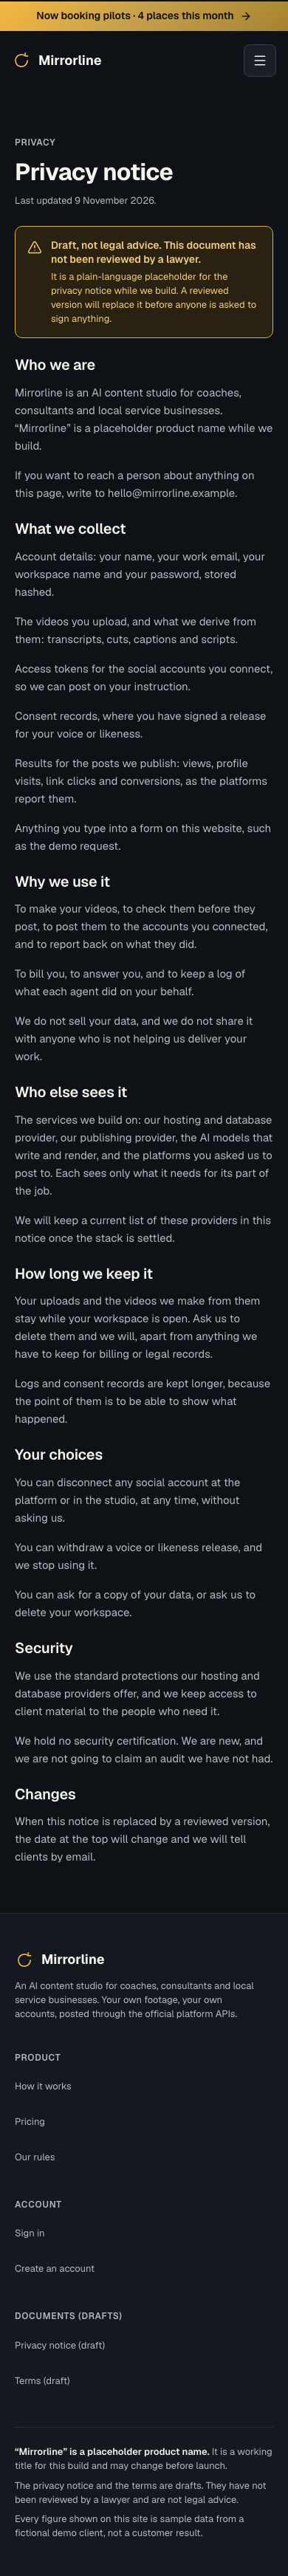 Now booking pilots · 4 places this month →
Mirrorline
PRIVACY
Privacy notice
Last updated 9 November 2026.
Draft, not legal advice. This document has
not been reviewed by a lawyer.
It is a plain-language placeholder for the
privacy notice while we build. A reviewed
version will replace it before anyone is asked to
sign anything.
Who we are
Mirrorline is an AI content studio for coaches,
consultants and local service businesses.
“Mirrorline” is a placeholder product name while we
build.
If you want to reach a person about anything on
this page, write to hello@mirrorline.example.
What we collect
Account details: your name, your work email, your
workspace name and your password, stored
hashed.
The videos you upload, and what we derive from
them: transcripts, cuts, captions and scripts.
Access tokens for the social accounts you connect,
so we can post on your instruction.
Consent records, where you have signed a release
for your voice or likeness.
Results for the posts we publish: views, profile
visits, link clicks and conversions, as the platforms
report them.
Anything you type into a form on this website, such
as the demo request.
Why we use it
To make your videos, to check them before they
post, to post them to the accounts you connected,
and to report back on what they did.
To bill you, to answer you, and to keep a log of
what each agent did on your behalf.
We do not sell your data, and we do not share it
with anyone who is not helping us deliver your
work.
Who else sees it
The services we build on: our hosting and database
provider, our publishing provider, the AI models that
write and render, and the platforms you asked us to
post to. Each sees only what it needs for its part of
the job.
We will keep a current list of these providers in this
notice once the stack is settled.
How long we keep it
Your uploads and the videos we make from them
stay while your workspace is open. Ask us to
delete them and we will, apart from anything we
have to keep for billing or legal records.
Logs and consent records are kept longer, because
the point of them is to be able to show what
happened.
Your choices
You can disconnect any social account at the
platform or in the studio, at any time, without
asking us.
You can withdraw a voice or likeness release, and
we stop using it.
You can ask for a copy of your data, or ask us to
delete your workspace.
Security
We use the standard protections our hosting and
database providers offer, and we keep access to
client material to the people who need it.
We hold no security certification. We are new, and
we are not going to claim an audit we have not had.
Changes
When this notice is replaced by a reviewed version,
the date at the top will change and we will tell
clients by email.
Mirrorline
An AI content studio for coaches, consultants and local
service businesses. Your own footage, your own
accounts, posted through the official platform APIs.
PRODUCT
How it works
Pricing
Our rules
ACCOUNT
Sign in
Create an account
DOCUMENTS (DRAFTS)
Privacy notice (draft)
Terms (draft)
“Mirrorline” is a placeholder product name. It is a working
title for this build and may change before launch.
The privacy notice and the terms are drafts. They have not
been reviewed by a lawyer and are not legal advice.
Every figure shown on this site is sample data from a
fictional demo client, not a customer result.